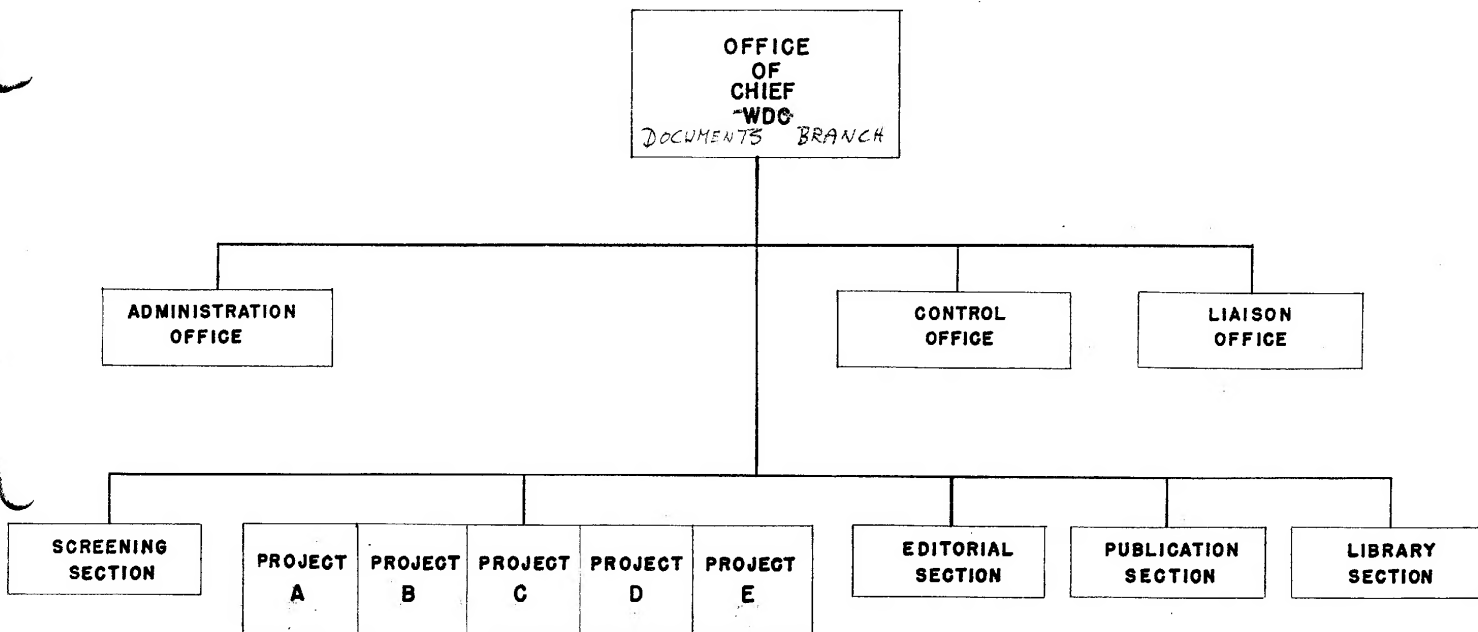 OFFICE
OF
CHIEF
WDC
DOCUMENTS BRANCH
ADMINISTRATION
OFFICE
CONTROL
OFFICE
LIAISON
OFFICE
SCREENING
SECTION
PROJECT
A
PROJECT
B
PROJECT
C
PROJECT
D
PROJECT
E
EDITORIAL
SECTION
PUBLICATION
SECTION
LIBRARY
SECTION